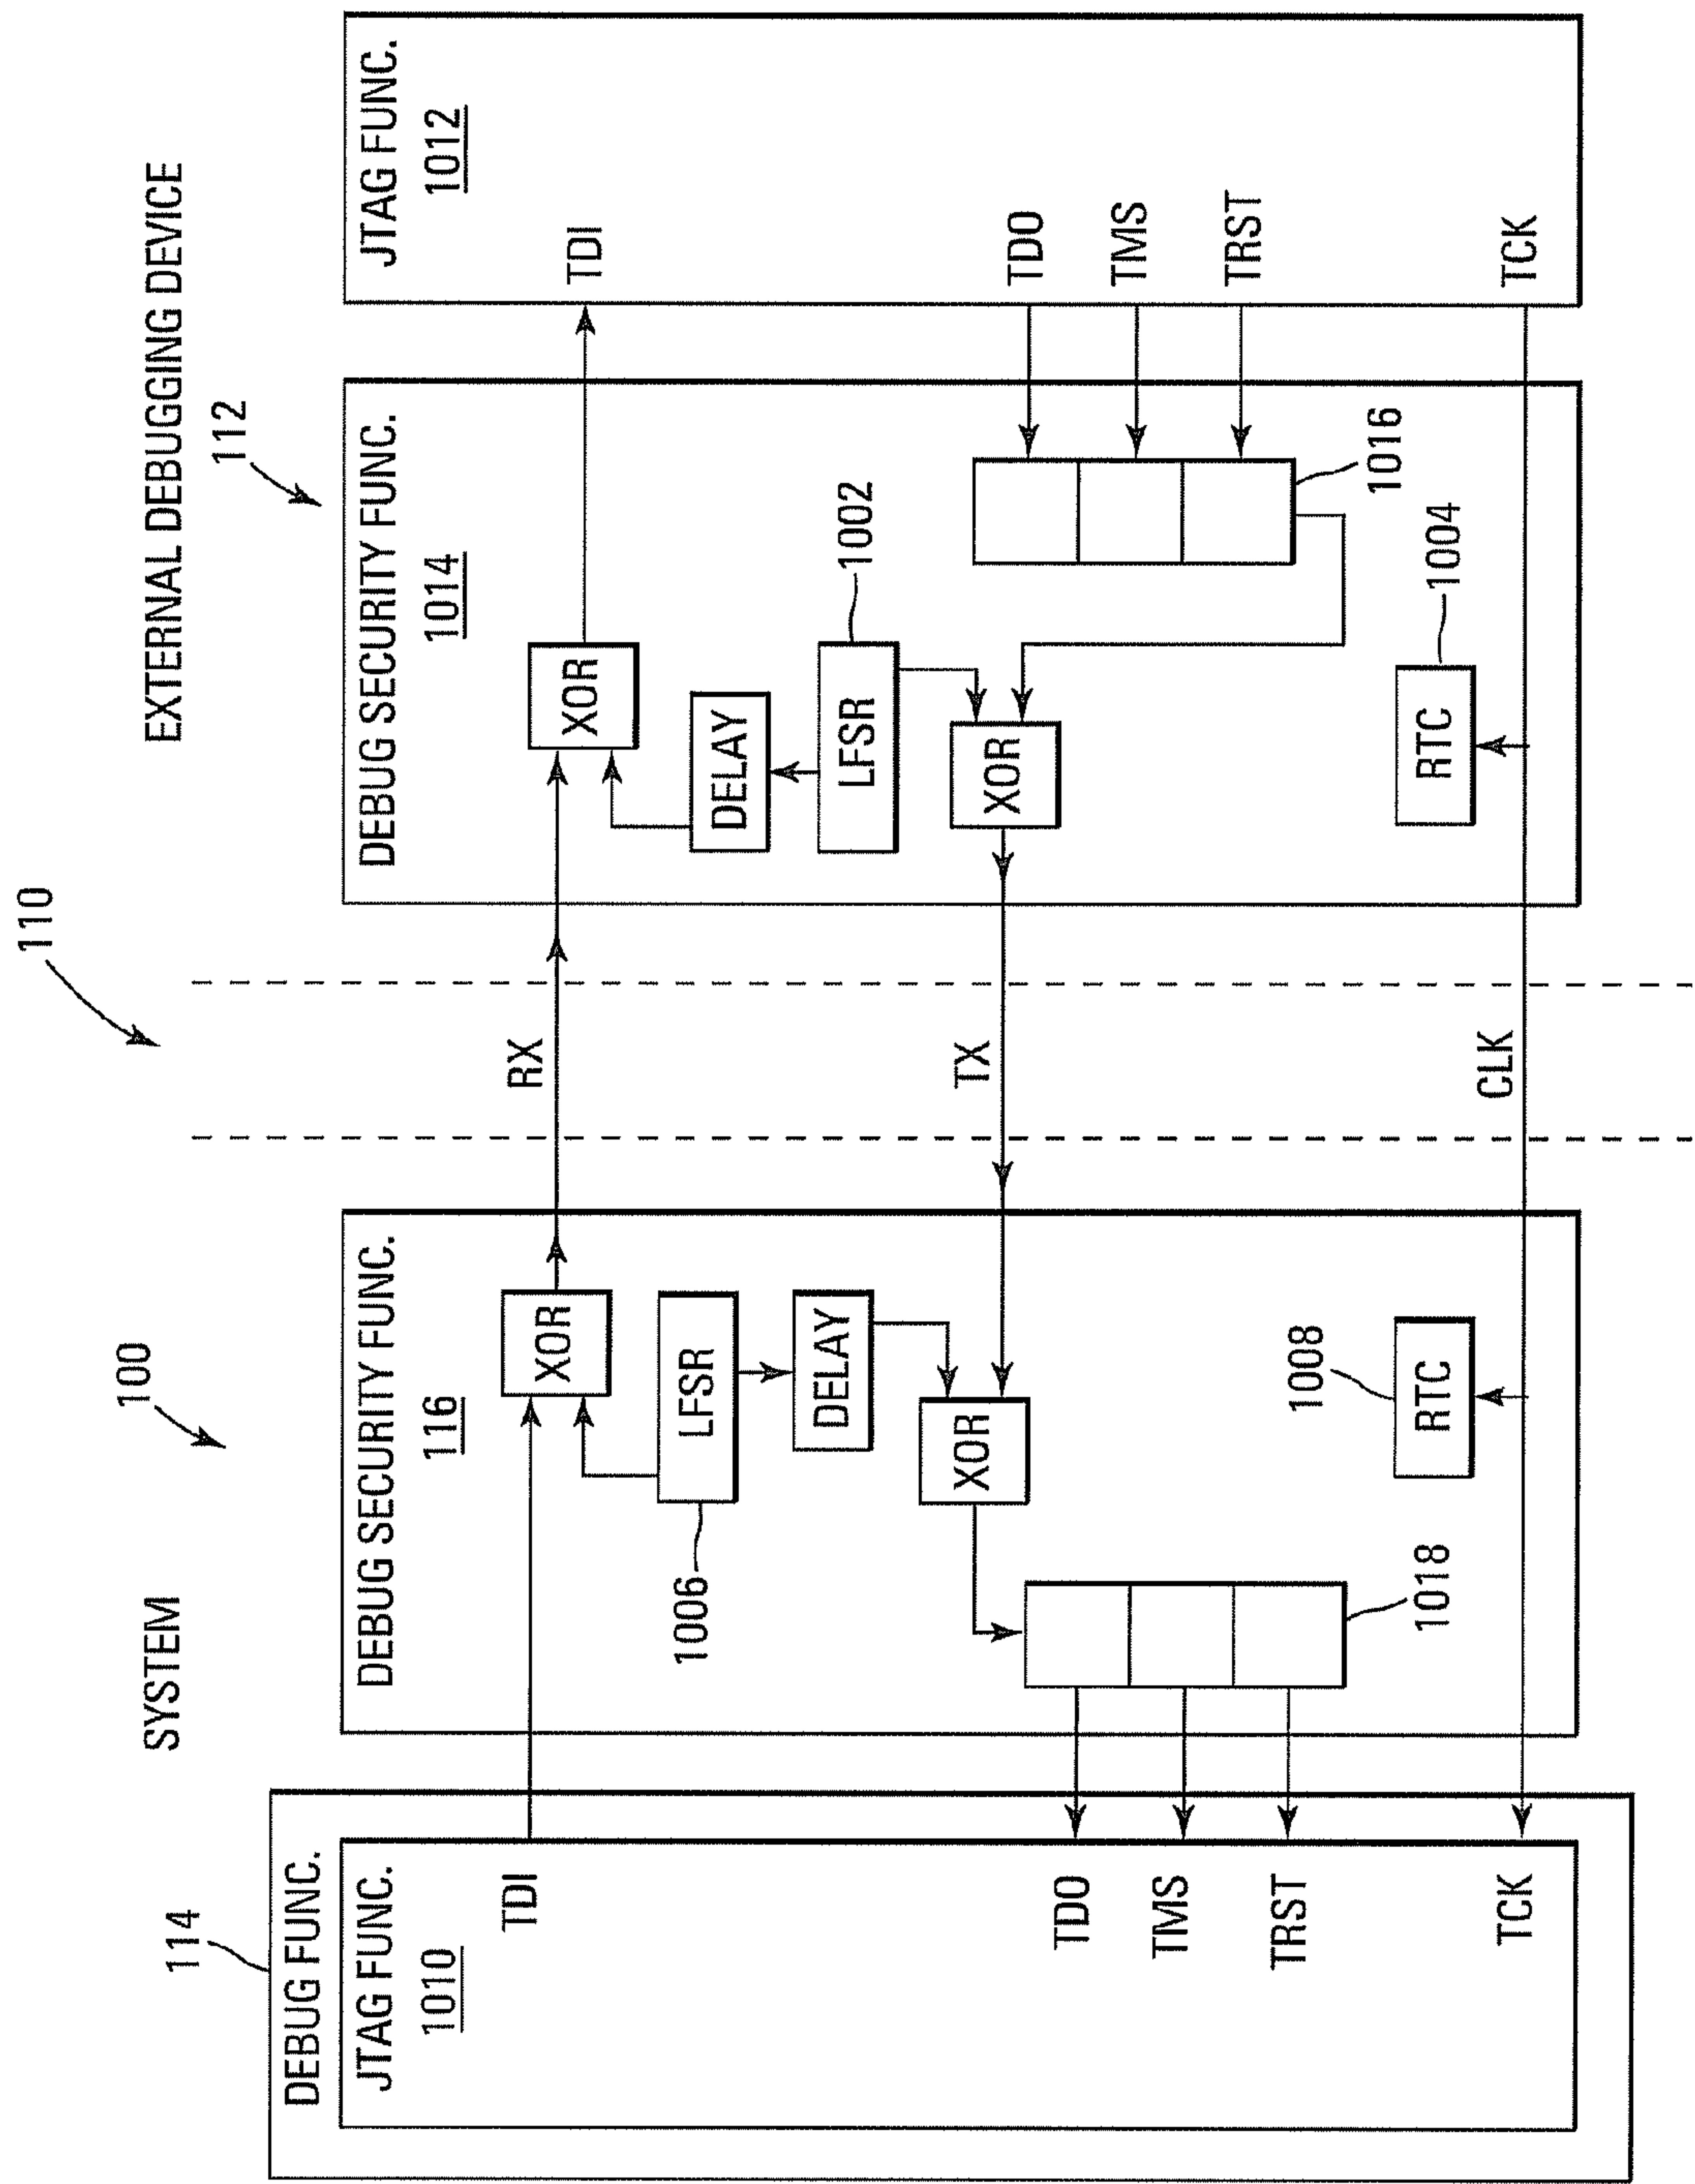 110
SYSTEM
100
EXTERNAL DEBUGGING DEVICE
112
114
DEBUG FUNC.
JTAG FUNC.
1010
TDI
TDO
TMS
TRST
TCK
DEBUG SECURITY FUNC.
116
XOR
LFSR
1006
DELAY
XOR
1018
1008
RTC
RX
TX
CLK
DEBUG SECURITY FUNC.
1014
XOR
DELAY
LFSR
1002
XOR
1016
1004
RTC
JTAG FUNC.
1012
TDI
TDO
TMS
TRST
TCK